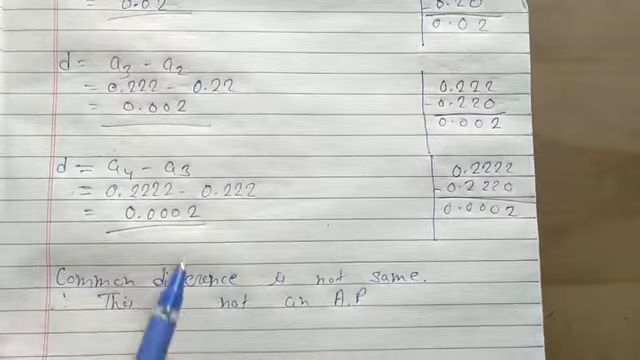 = 0.02
0.20
0.02
d = a₃ - a₂
= 0.222 - 0.22
= 0.002
0.222
-0.220
0.002
d = a₄ - a₃
= 0.2222 - 0.222
= 0.0002
0.2222
-0.2220
0.0002
Common difference is not same.
∴ This not an A.P